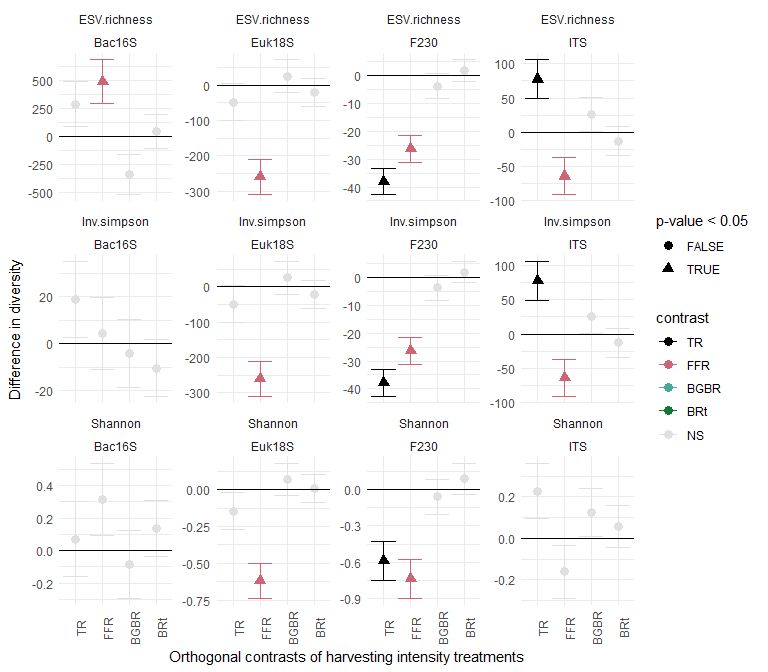 ESV.richness ESV.richness ESV.richness ESV.richness
Bac16S Euk18S F230 ITS
500 250 0 -250 -500
0 -100 -200 -300
0 -10 -20 -30 -40
100 50 0 -50 -100
Inv.simpson Inv.simpson Inv.simpson Inv.simpson
Bac16S Euk18S F230 ITS
20 0 -20
0 -100 -200 -300
0 -10 -20 -30 -40
100 50 0 -50 -100
Shannon Shannon Shannon Shannon
Bac16S Euk18S F230 ITS
0.4 0.2 0.0 -0.2
0.00 -0.25 -0.50 -0.75
0.0 -0.3 -0.6 -0.9
0.2 0.0 -0.2
TR FFR BGBR BRt TR FFR BGBR BRt TR FFR BGBR BRt TR FFR BGBR BRt
Difference in diversity
Orthogonal contrasts of harvesting intensity treatments
p-value < 0.05
FALSE
TRUE
contrast
TR
FFR
BGBR
BRt
NS